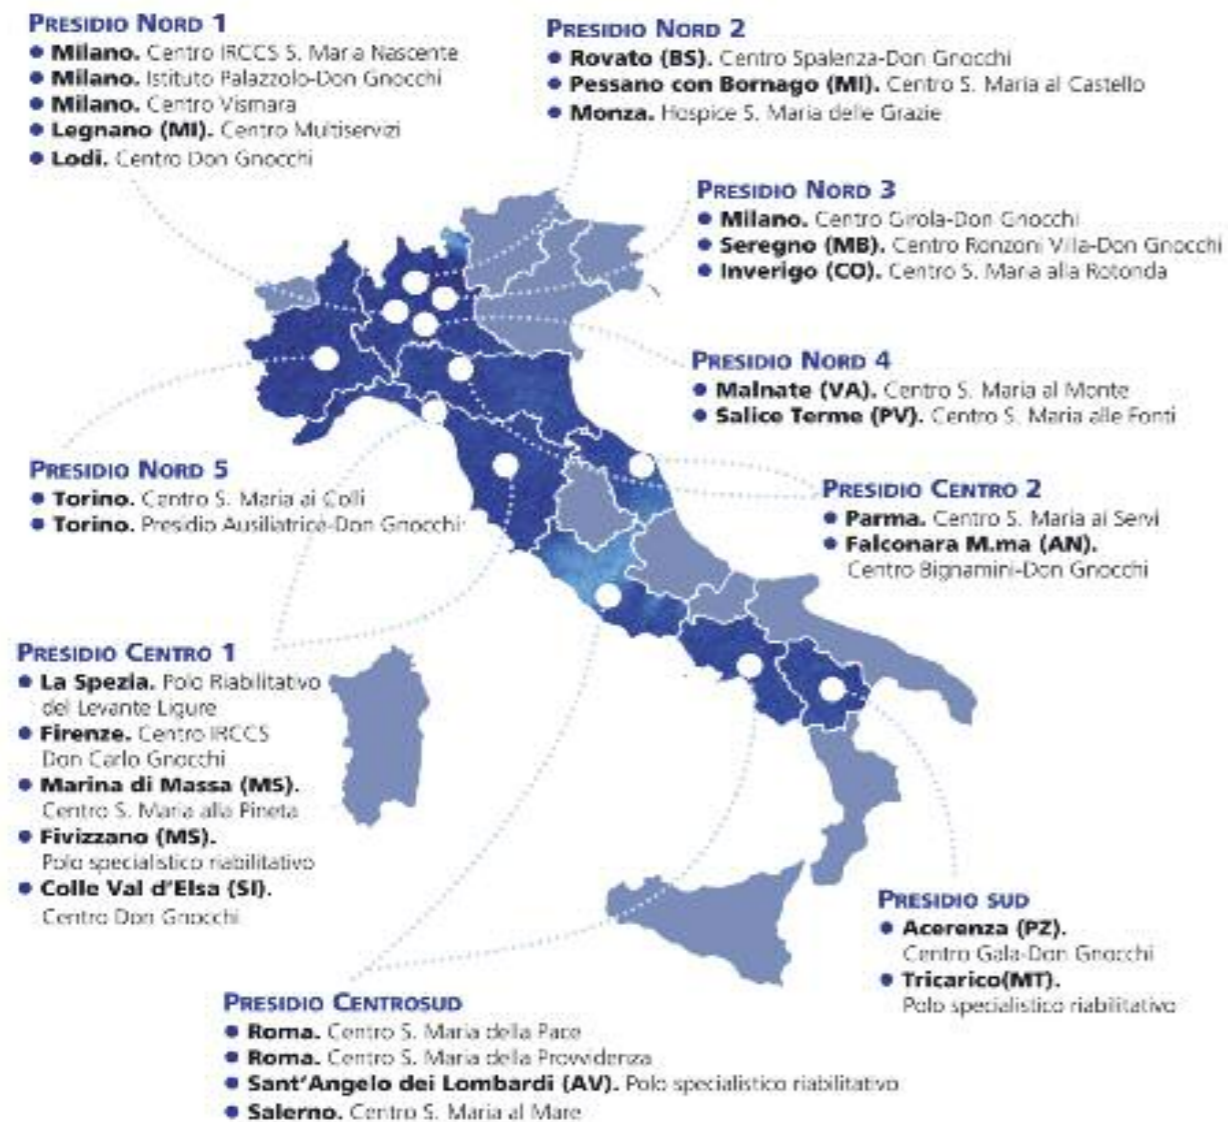 PRESIDIO NORD 1
Milano. Centro IRCCS S. Maria Nascente
Milano. Istituto Palazzolo-Don Gnocchi
Milano. Centro Vismara
Legnano (MI). Centro Multiservizi
Lodi. Centro Don Gnocchi
PRESIDIO NORD 2
Rovato (BS). Centro Spalenza-Don Gnocchi
Pessano con Bornago (MI). Centro S. Maria al Castello
Monza. Hospice S. Maria delle Grazie
PRESIDIO NORD 3
Milano. Centro Girola-Don Gnocchi
Seregno (MB). Centro Ronzoni Villa-Don Gnocchi
Inverigo (CO). Centro S. Maria alla Rotonda
PRESIDIO NORD 4
Malnate (VA). Centro S. Maria al Monte
Salice Terme (PV). Centro S. Maria alle Fonti
PRESIDIO NORD 5
Torino. Centro S. Maria ai Colli
Torino. Presidio Ausiliatrice-Don Gnocchi
PRESIDIO CENTRO 2
Parma. Centro S. Maria ai Servi
Falconara M.ma (AN).
Centro Bignamini-Don Gnocchi
PRESIDIO CENTRO 1
La Spezia. Polo Riabilitativo
del Levante Ligure
Firenze. Centro IRCCS
Don Carlo Gnocchi
Marina di Massa (MS).
Centro S. Maria alla Pineta
Fivizzano (MS).
Polo specialistico riabilitativo
Colle Val d'Elsa (SI).
Centro Don Gnocchi
PRESIDIO SUD
Acerenza (PZ).
Centro Gala-Don Gnocchi
Tricarico(MT).
Polo specialistico riabilitativo
PRESIDIO CENTROSUD
Roma. Centro S. Maria della Pace
Roma. Centro S. Maria della Provvidenza
Sant'Angelo dei Lombardi (AV). Polo specialistico riabilitativo
Salerno. Centro S. Maria al Mare